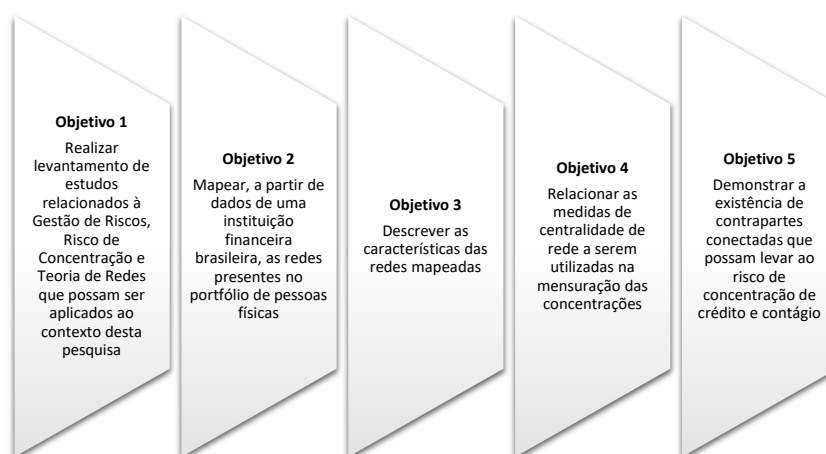 Objetivo 1
Realizar
levantamento de
estudos
relacionados à
Gestão de Riscos,
Risco de
Concentração e
Teoria de Redes
que possam ser
aplicados ao
contexto desta
pesquisa
Objetivo 2
Mapear, a partir de
dados de uma
instituição
financeira
brasileira, as redes
presentes no
portfólio de pessoas
físicas
Objetivo 3
Descrever as
características das
redes mapeadas
Objetivo 4
Relacionar as
medidas de
centralidade de
rede a serem
utilizadas na
mensuração das
concentrações
Objetivo 5
Demonstrar a
existência de
contrapartes
conectadas que
possam levar ao
risco de
concentração de
crédito e contágio